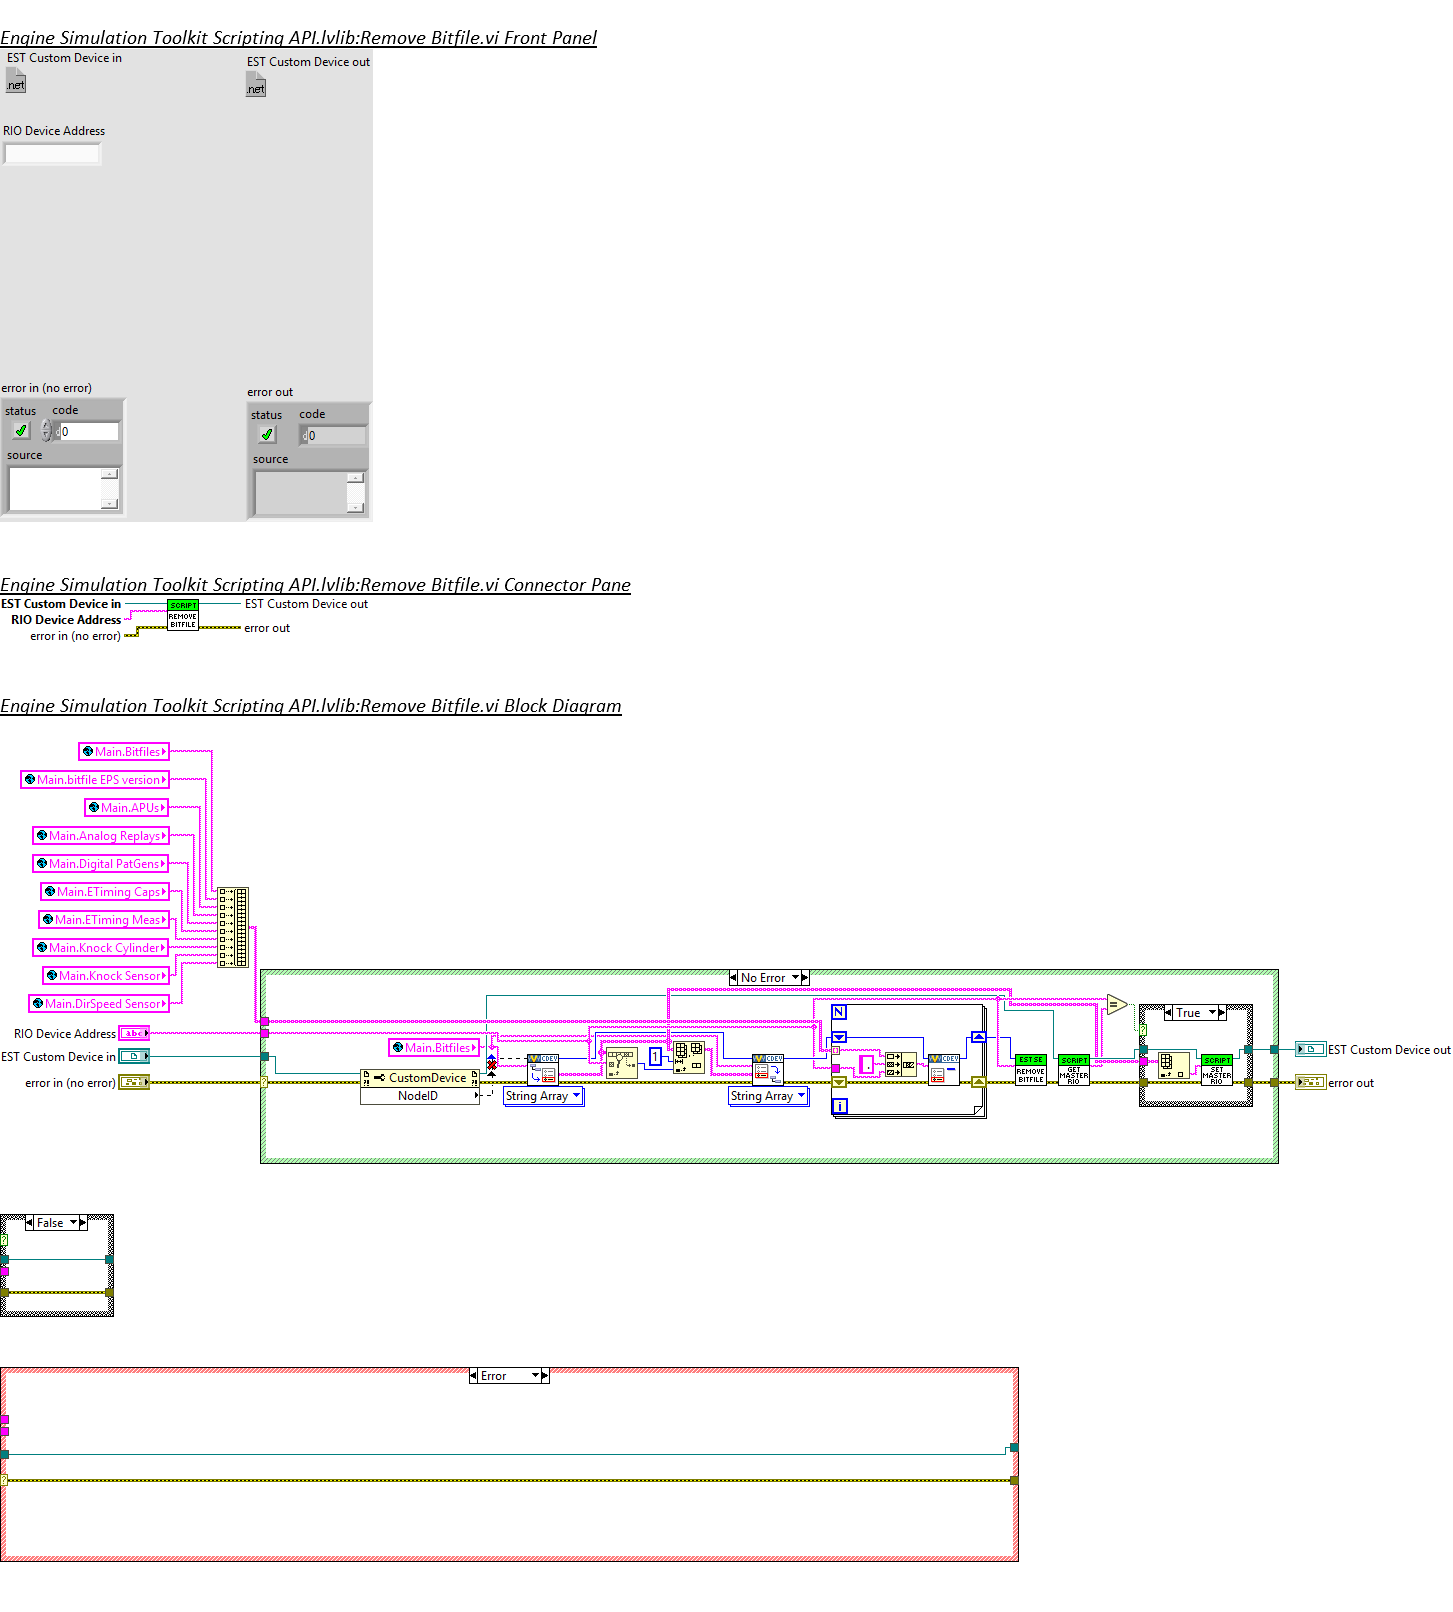 Engine Simulation Toolkit Scripting API.lvlib:Remove Bitfile.vi Front Panel
EST Custom Device in
EST Custom Device out
.net
.net
RIO Device Address
error in (no error)
error out
status
code
status
code
d
0
d
0
source
source
Engine Simulation Toolkit Scripting API.lvlib:Remove Bitfile.vi Connector Pane
EST Custom Device in
SCRIPT
EST Custom Device out
RIO Device Address
REMOVE
BITFILE
error in (no error)
error out
Engine Simulation Toolkit Scripting API.lvlib:Remove Bitfile.vi Block Diagram
Main.Bitfiles
Main.bitfile EPS version
Main.APUs
Main.Analog Replays
Main.Digital PatGens
Main.ETiming Caps
Main.ETiming Meas
Main.Knock Cylinder
Main.Knock Sensor
Main.DirSpeed Sensor
No Error
RIO Device Address
abc
EST Custom Device in
error in (no error)
Main.Bitfiles
CustomDevice
NodeID
CDEV
String Array
1
CDEV
String Array
N
i
CDEV
EST SE
REMOVE
BITFILE
SCRIPT
GET
MASTER
RIO
=
True
?
SCRIPT
SET
MASTER
RIO
EST Custom Device out
error out
?
False
?
Error
?